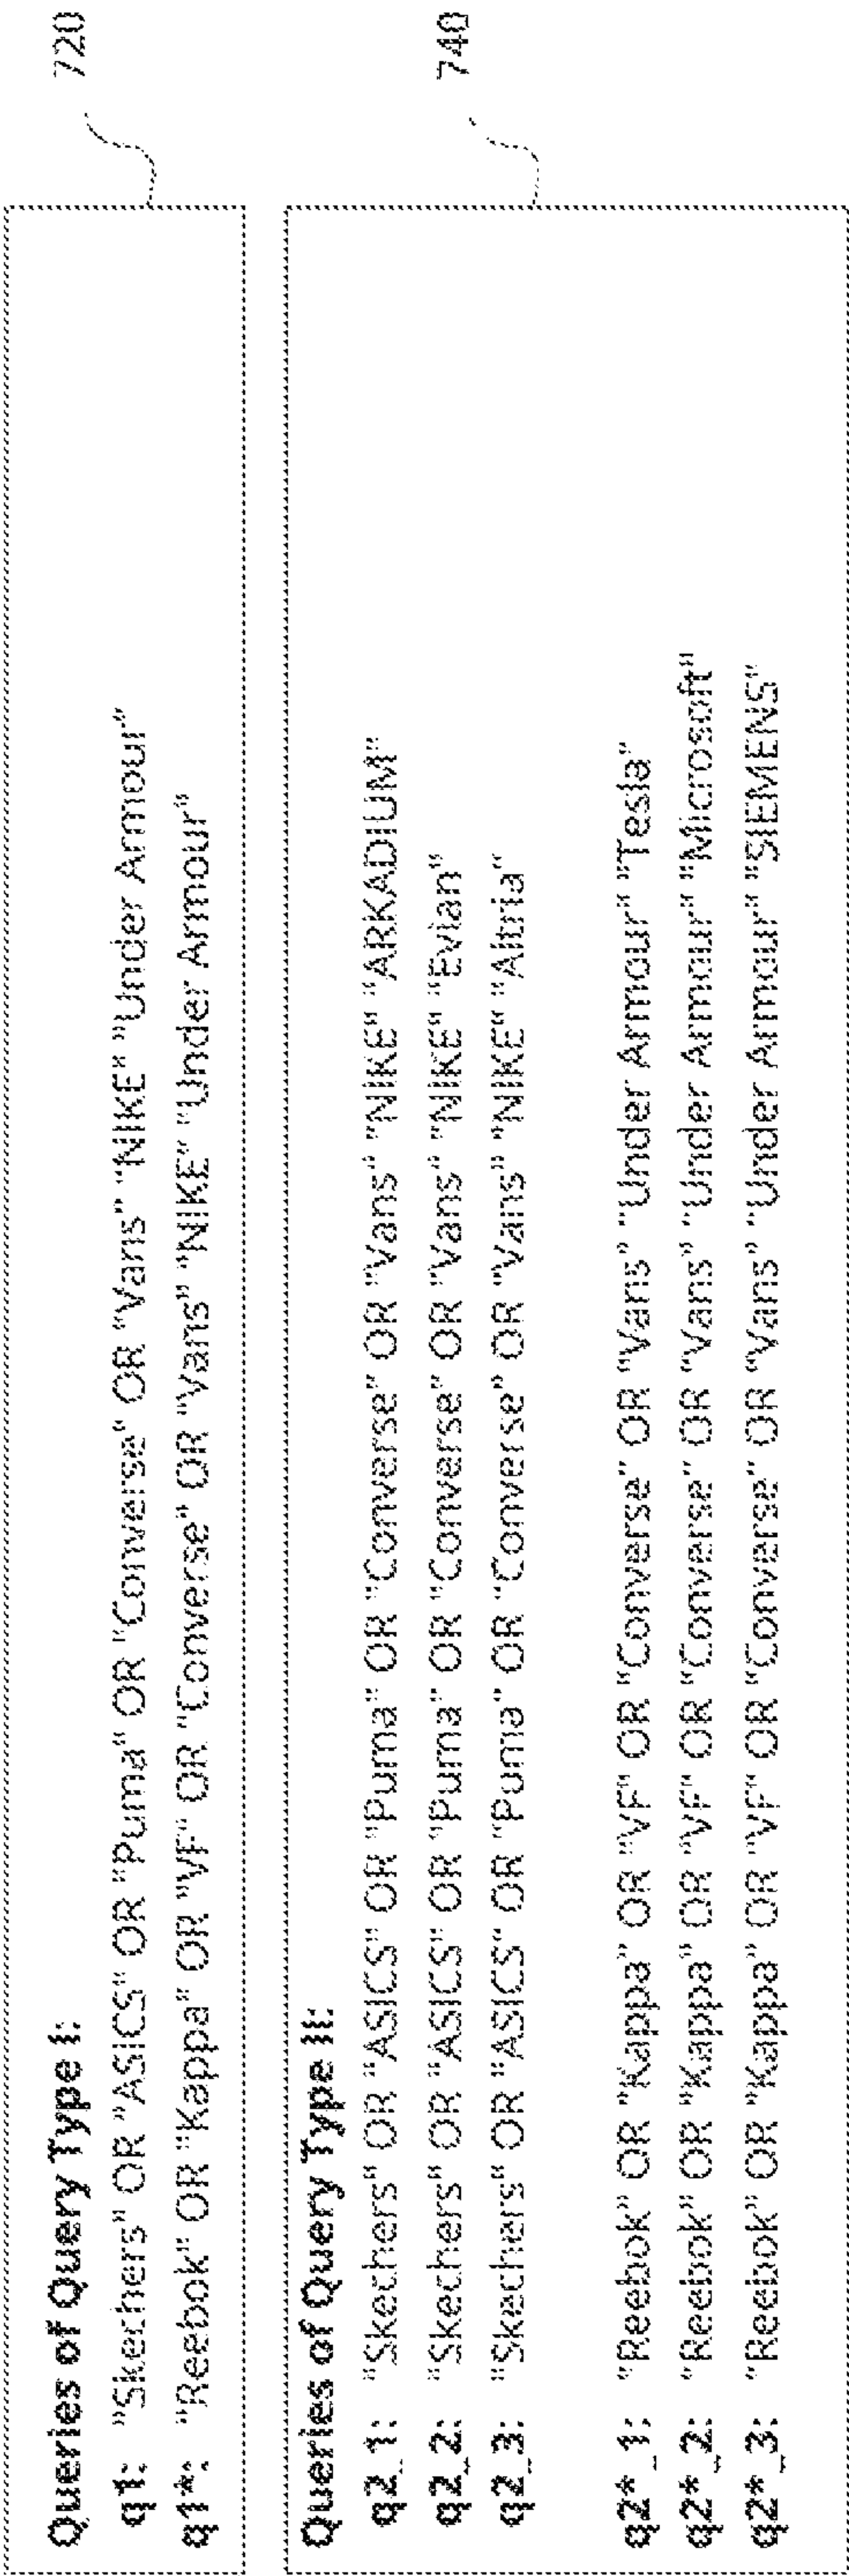 720
Queries of Query Type I:
q1: "Skechers" OR "ASICS" OR "Puma" OR "Converse" OR "Vans" "NIKE" "Under Armour"
q1*: "Reebok" OR "Kappa" OR "VF" OR "Converse" OR "Vans" "NIKE" "Under Armour"
740
Queries of Query Type II:
q2_1: "Skechers" OR "ASICS" OR "Puma" OR "Converse" OR "Vans" "NIKE" "ARKADIUM"
q2_2: "Skechers" OR "ASICS" OR "Puma" OR "Converse" OR "Vans" "NIKE" "Evian"
q2_3: "Skechers" OR "ASICS" OR "Puma" OR "Converse" OR "Vans" "NIKE" "Altria"
q2*_1: "Reebok" OR "Kappa" OR "VF" OR "Converse" OR "Vans" "Under Armour" "Tesla"
q2*_2: "Reebok" OR "Kappa" OR "VF" OR "Converse" OR "Vans" "Under Armour" "Microsoft"
q2*_3: "Reebok" OR "Kappa" OR "VF" OR "Converse" OR "Vans" "Under Armour" "SIEMENS"